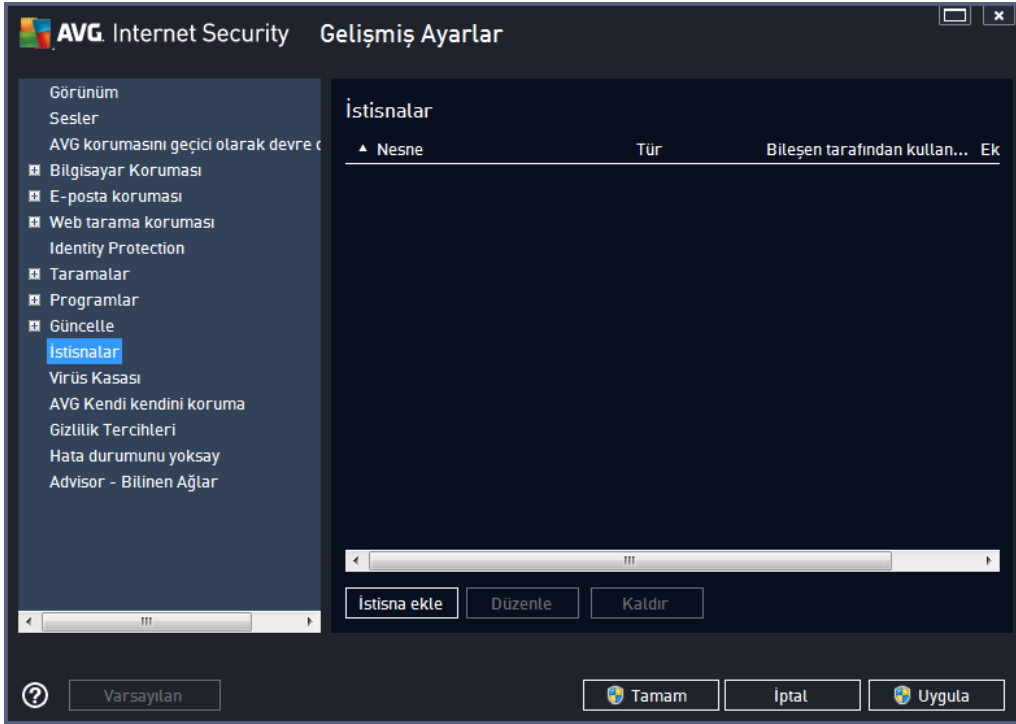 AVG. Internet Security Gelişmiş Ayarlar
Görünüm
Sesler
AVG korumasını geçici olarak devre d
Bilgisayar Koruması
E-posta koruması
Web tarama koruması
Identity Protection
Taramalar
Programlar
Güncelle
İstisnalar
Virüs Kasası
AVG Kendi kendini koruma
Gizlilik Tercihleri
Hata durumunu yoksay
Advisor - Bilinen Ağlar
İstisnalar
Nesne Tür Bileşen tarafından kullan... Ek
İstisna ekle Düzenle Kaldır
Varsayılan Tamam İptal Uygula